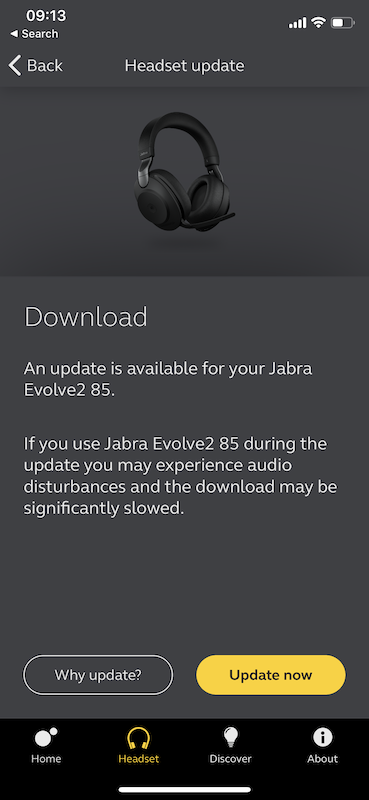 09:13
Search
Back
Headset update
Download
An update is available for your Jabra
Evolve2 85.
If you use Jabra Evolve2 85 during the
update you may experience audio
disturbances and the download may be
significantly slowed.
Why update?
Update now
Home
Headset
Discover
About